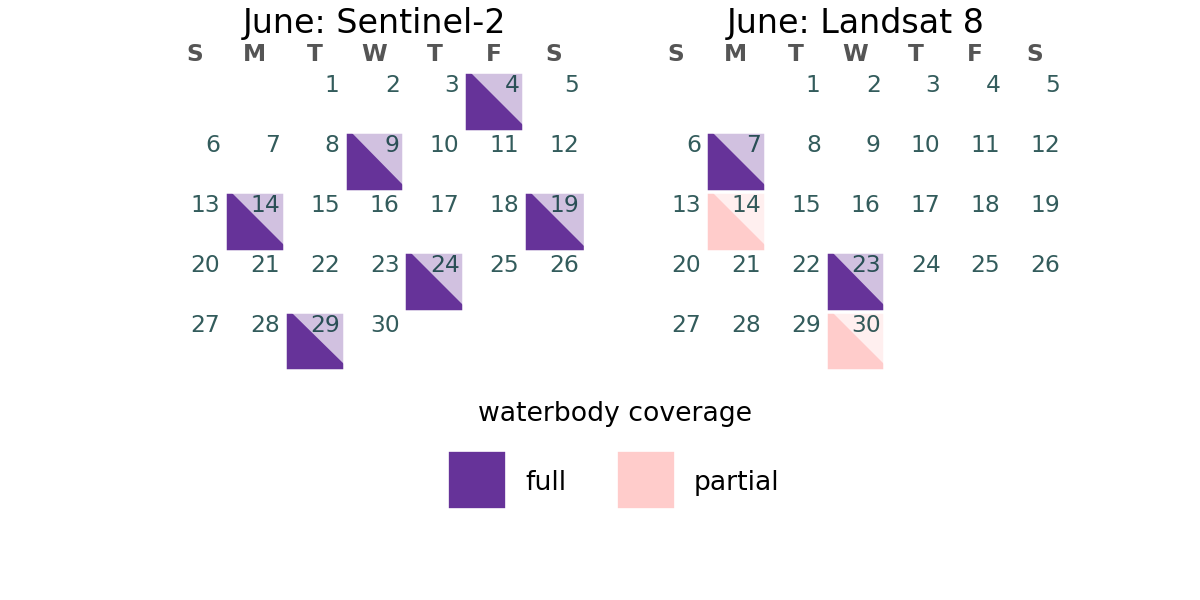 June: Sentinel-2
S M T W T F S
1 2 3 4 5
6 7 8 9 10 11 12
13 14 15 16 17 18 19
20 21 22 23 24 25 26
27 28 29 30
June: Landsat 8
S M T W T F S
1 2 3 4 5
6 7 8 9 10 11 12
13 14 15 16 17 18 19
20 21 22 23 24 25 26
27 28 29 30
waterbody coverage
full
partial